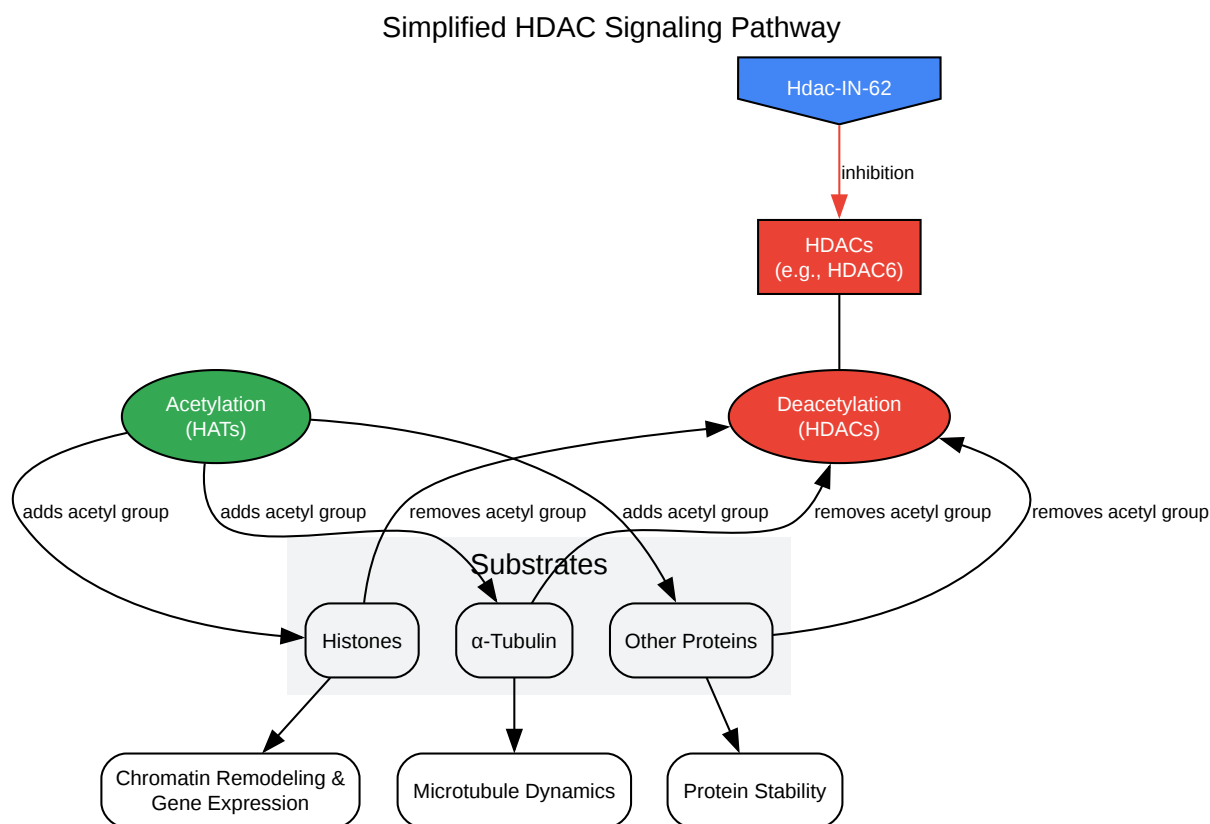 Simplified HDAC Signaling Pathway
Hdac-IN-62
inhibition
HDACs
(e.g., HDAC6)
Acetylation
(HATs)
Deacetylation
(HDACs)
adds acetyl group
adds acetyl group
removes acetyl group
adds acetyl group
removes acetyl group
removes acetyl group
Substrates
Histones
α-Tubulin
Other Proteins
Chromatin Remodeling &
Gene Expression
Microtubule Dynamics
Protein Stability